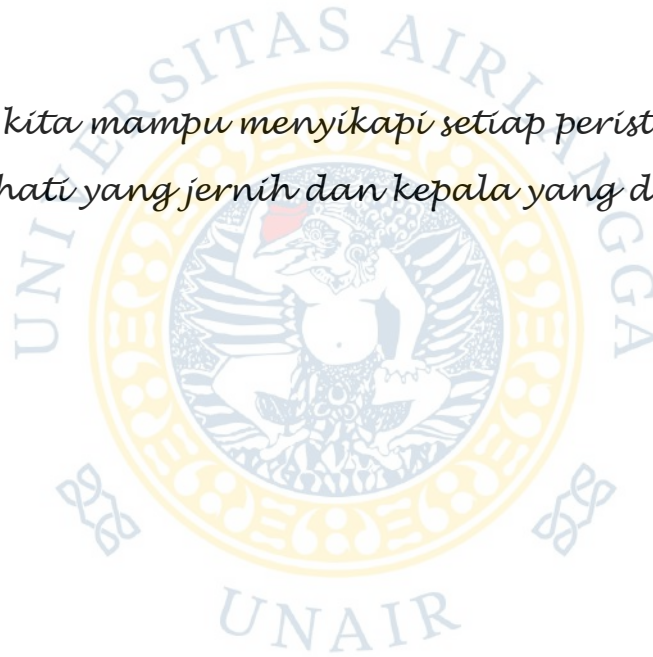 UNIVERSITAS AIRLANGGA
kita mampu menyikapi setiap perist
hati yang jernih dan kepala yang d
UNAIR